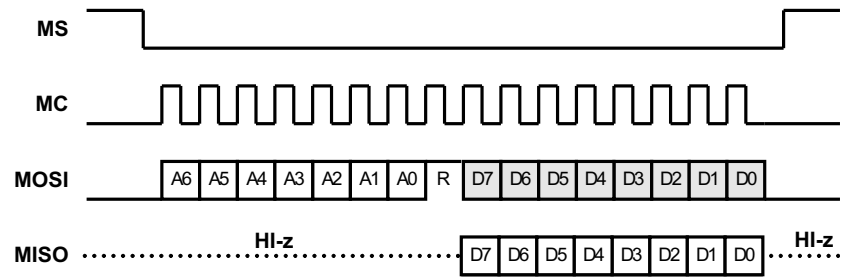 MS
MC
MOSI A6 A5 A4 A3 A2 A1 A0 R D7 D6 D5 D4 D3 D2 D1 D0
HI-z HI-z
MISO D7 D6 D5 D4 D3 D2 D1 D0